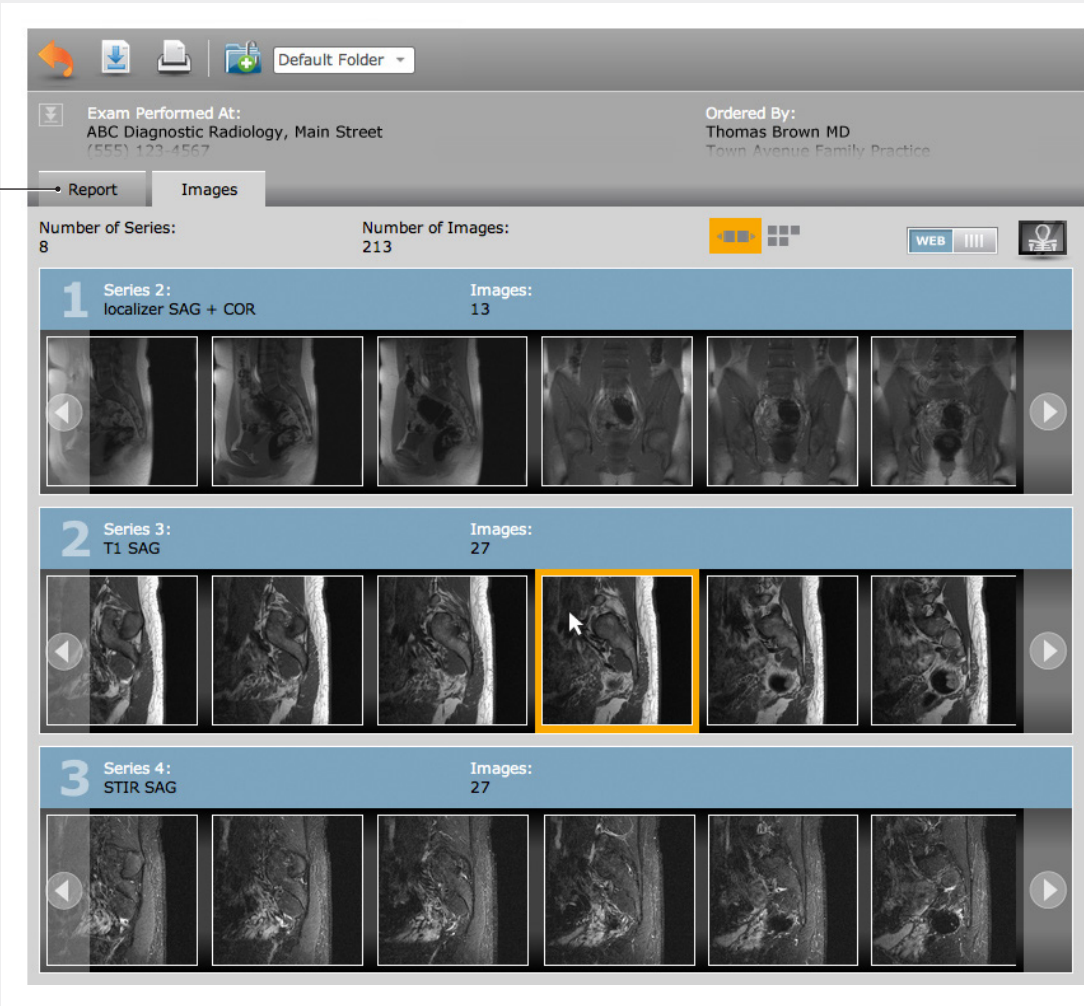 Default Folder
Exam Performed At:
ABC Diagnostic Radiology, Main Street
(555) 123-4567
Ordered By:
Thomas Brown MD
Town Avenue Family Practice
Report
Images
Number of Series:
8
Number of Images:
213
WEB
1
Series 2:
localizer SAG + COR
Images:
13
2
Series 3:
T1 SAG
Images:
27
3
Series 4:
STIR SAG
Images:
27